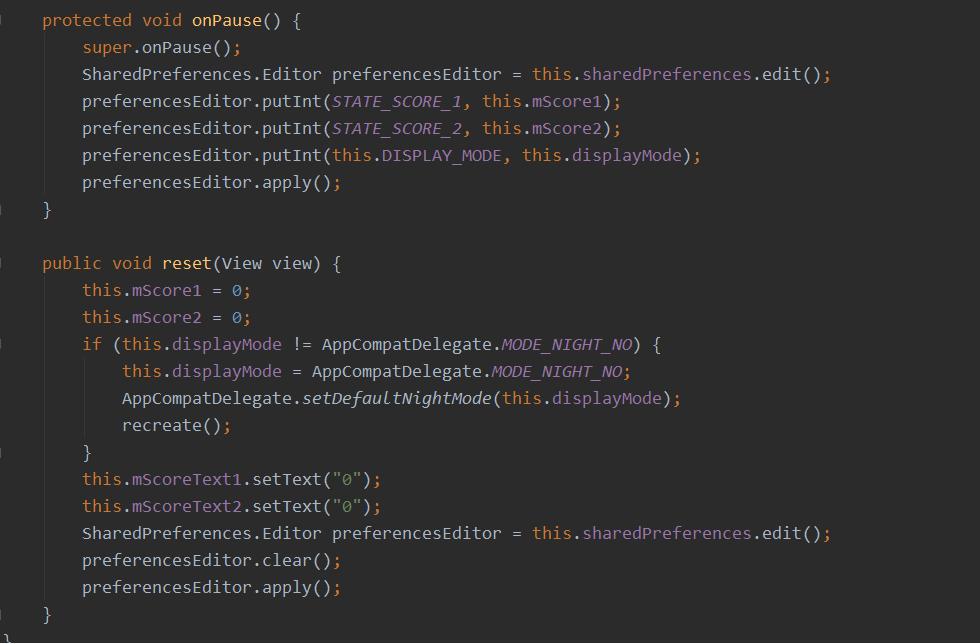 protected void onPause() {
    super.onPause();
    SharedPreferences.Editor preferencesEditor = this.sharedPreferences.edit();
    preferencesEditor.putInt(STATE_SCORE_1, this.mScore1);
    preferencesEditor.putInt(STATE_SCORE_2, this.mScore2);
    preferencesEditor.putInt(this.DISPLAY_MODE, this.displayMode);
    preferencesEditor.apply();
}

public void reset(View view) {
    this.mScore1 = 0;
    this.mScore2 = 0;
    if (this.displayMode != AppCompatDelegate.MODE_NIGHT_NO) {
        this.displayMode = AppCompatDelegate.MODE_NIGHT_NO;
        AppCompatDelegate.setDefaultNightMode(this.displayMode);
        recreate();
    }
    this.mScoreText1.setText("0");
    this.mScoreText2.setText("0");
    SharedPreferences.Editor preferencesEditor = this.sharedPreferences.edit();
    preferencesEditor.clear();
    preferencesEditor.apply();
}
}